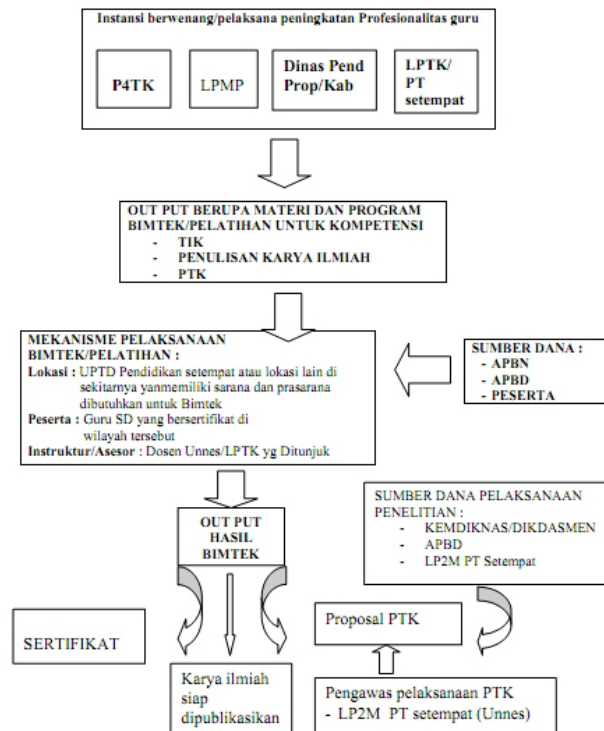 Instansi berwenang/pelaksana peningkatan Profesionalitas guru
P4TK
LPMP
Dinas Pend
Prop/Kab
LPTK/
PT
setempat
OUT PUT BERUPA MATERI DAN PROGRAM
BIMTEK/PELATIHAN UNTUK KOMPETENSI
- TIK
- PENULISAN KARYA ILMIAH
- PTK
MEKANISME PELAKSANAAN
BIMTEK/PELATIHAN :
Lokasi : UPTD Pendidikan setempat atau lokasi lain di
sekitarnya yanmemiliki sarana dan prasarana
dibutuhkan untuk Bimtek
Peserta : Guru SD yang bersertifikat di
wilayah tersebut
Instruktur/Asesor : Dosen Unnes/LPTK yg Ditunjuk
SUMBER DANA :
- APBN
- APBD
- PESERTA
OUT PUT
HASIL
BIMTEK
SUMBER DANA PELAKSANAAN
PENELITIAN :
- KEMDIKNAS/DIKDASMEN
- APBD
- LP2M PT Setempat
SERTIFIKAT
Karya ilmiah
siap
dipublikasikan
Proposal PTK
Pengawas pelaksanaan PTK
- LP2M PT setempat (Unnes)